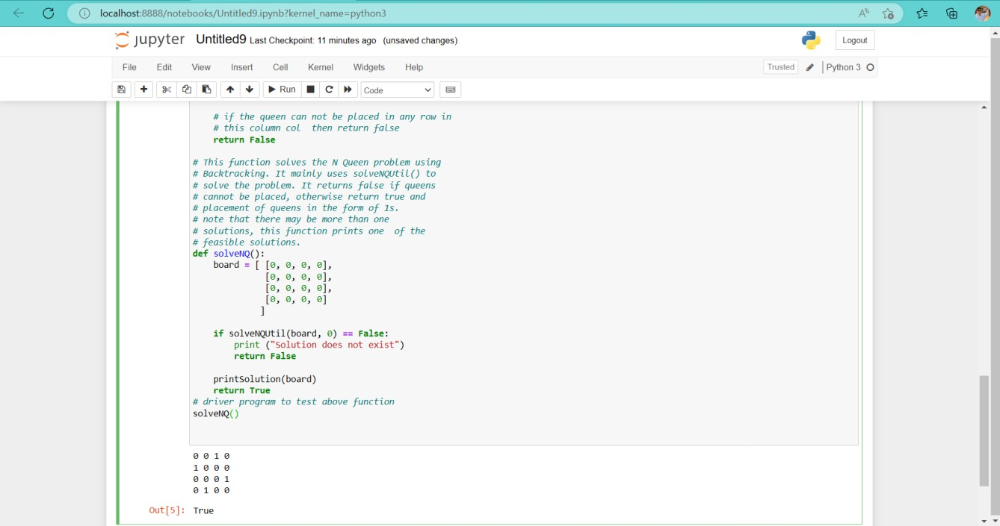 localhost:8888/notebooks/Untitled9.ipynb?kernel_name=python3
jupyter Untitled9 Last Checkpoint: 11 minutes ago (unsaved changes)
Logout
File Edit View Insert Cell Kernel Widgets Help
Trusted
Python 3
Run
Code
# if the queen can not be placed in any row in
# this column col  then return false
return False
# This function solves the N Queen problem using
# Backtracking. It mainly uses solveNQUtil() to
# solve the problem. It returns false if queens
# cannot be placed, otherwise return true and
# placement of queens in the form of 1s.
# note that there may be more than one
# solutions, this function prints one  of the
# feasible solutions.
def solveNQ():
board = [ [0, 0, 0, 0],
[0, 0, 0, 0],
[0, 0, 0, 0],
[0, 0, 0, 0]
]
if solveNQUtil(board, 0) == False:
print ("Solution does not exist")
return False
printSolution(board)
return True
# driver program to test above function
solveNQ()
0 0 1 0
1 0 0 0
0 0 0 1
0 1 0 0
Out[5]: True